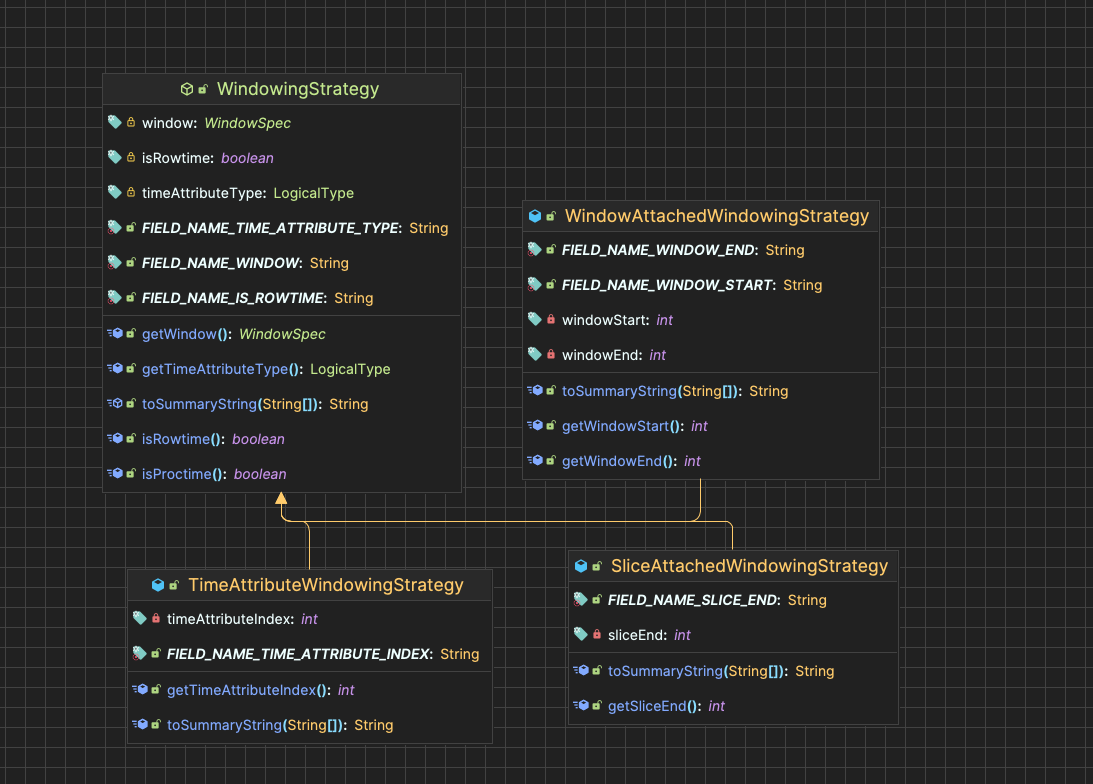 WindowingStrategy
window: WindowSpec
isRowtime: boolean
timeAttributeType: LogicalType
FIELD_NAME_TIME_ATTRIBUTE_TYPE: String
FIELD_NAME_WINDOW: String
FIELD_NAME_IS_ROWTIME: String
getWindow(): WindowSpec
getTimeAttributeType(): LogicalType
toSummaryString(String[]): String
isRowtime(): boolean
isProctime(): boolean
WindowAttachedWindowingStrategy
FIELD_NAME_WINDOW_END: String
FIELD_NAME_WINDOW_START: String
windowStart: int
windowEnd: int
toSummaryString(String[]): String
getWindowStart(): int
getWindowEnd(): int
TimeAttributeWindowingStrategy
timeAttributeIndex: int
FIELD_NAME_TIME_ATTRIBUTE_INDEX: String
getTimeAttributeIndex(): int
toSummaryString(String[]): String
SliceAttachedWindowingStrategy
FIELD_NAME_SLICE_END: String
sliceEnd: int
toSummaryString(String[]): String
getSliceEnd(): int